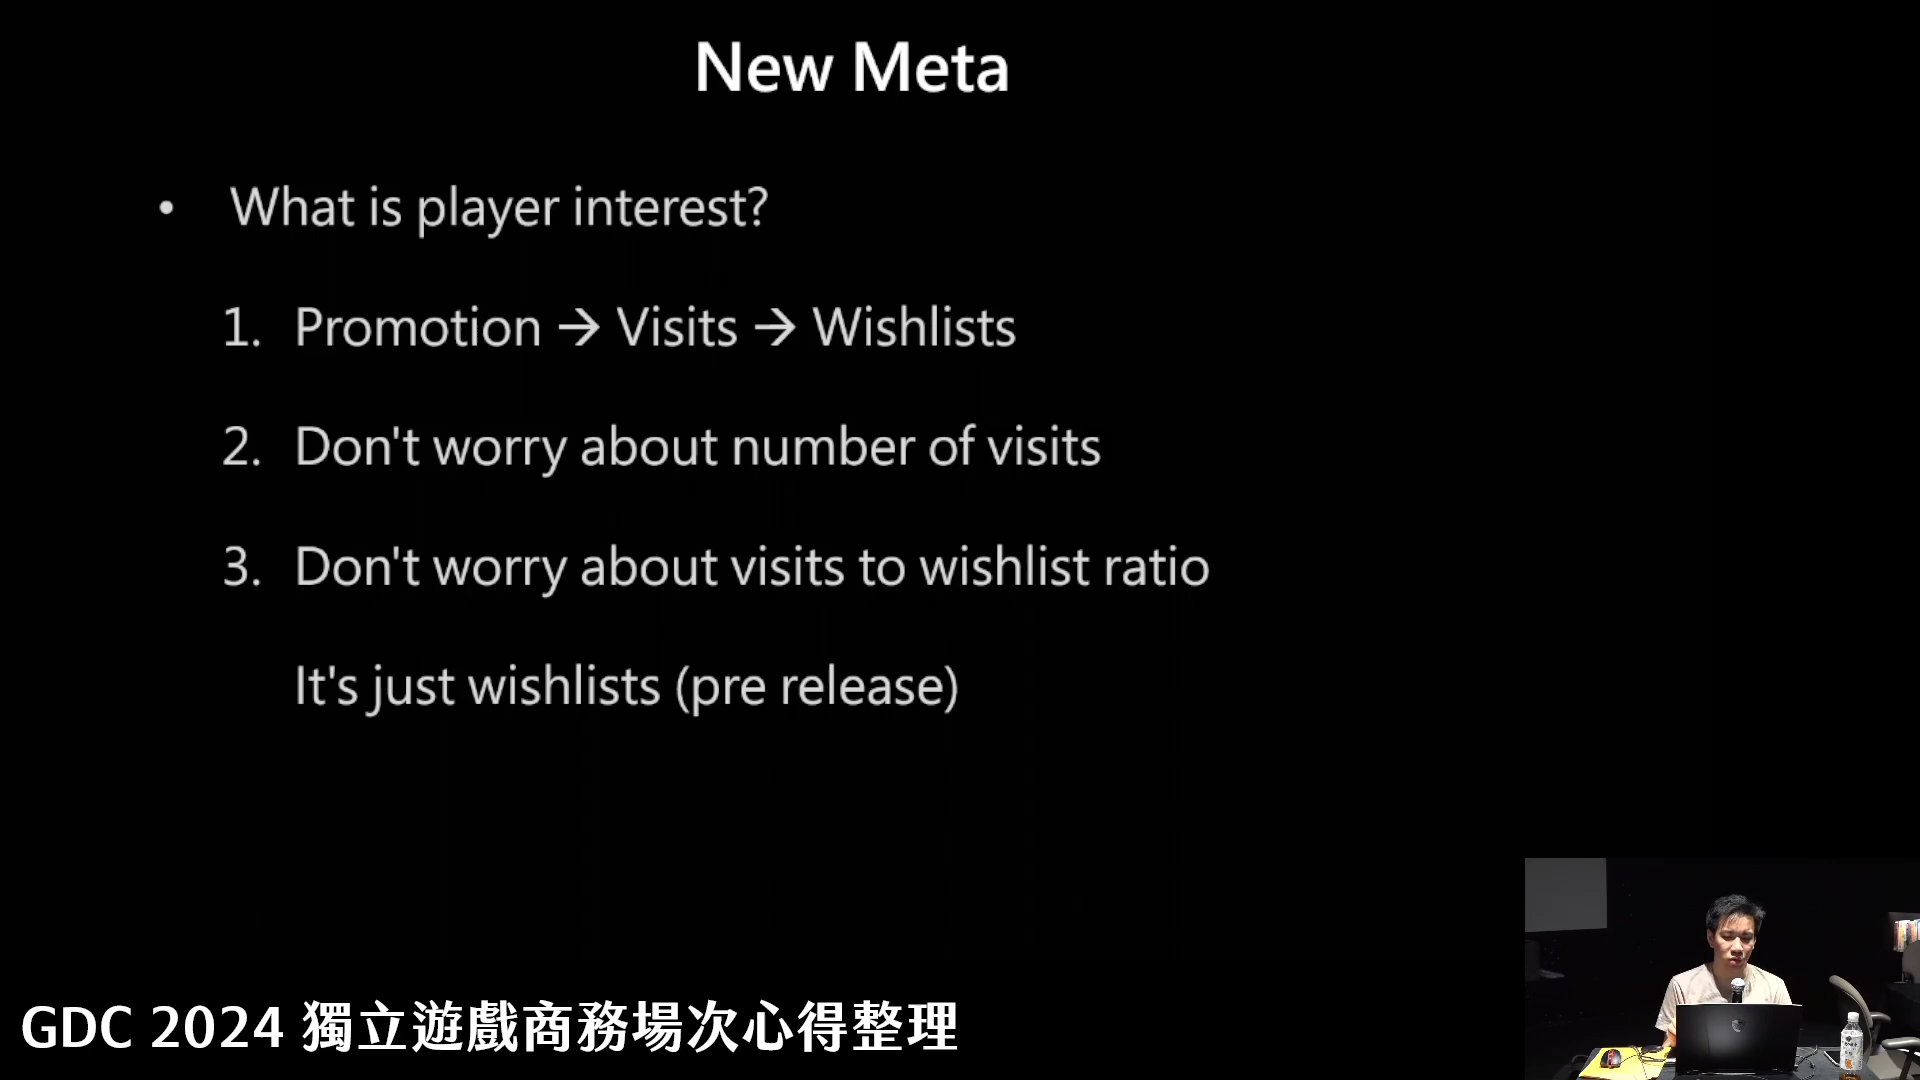 New Meta
• What is player interest?
1. Promotion → Visits → Wishlists
2. Don't worry about number of visits
3. Don't worry about visits to wishlist ratio
It's just wishlists (pre release)
GDC 2024 獨立遊戲商務場次心得整理